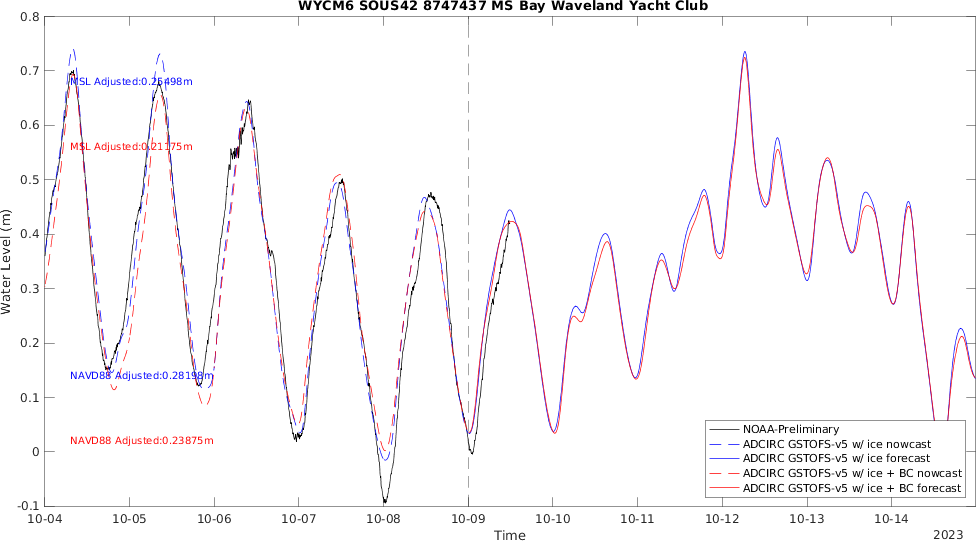 WYCM6 SOUS42 8747437 MS Bay Waveland Yacht Club
0.8
0.7
MSL Adjusted:0.25498m
0.6
MSL Adjusted:0.21175m
0.5
0.4
Water Level (m)
0.3
0.2
NAVD88 Adjusted:0.28198m
0.1
NAVD88 Adjusted:0.23875m
0
-0.1
NOAA-Preliminary
ADCIRC GSTOFS-v5 w/ ice nowcast
ADCIRC GSTOFS-v5 w/ ice forecast
ADCIRC GSTOFS-v5 w/ ice + BC nowcast
ADCIRC GSTOFS-v5 w/ ice + BC forecast
10-04 10-05 10-06 10-07 10-08 10-09 10-10 10-11 10-12 10-13 10-14
Time
2023